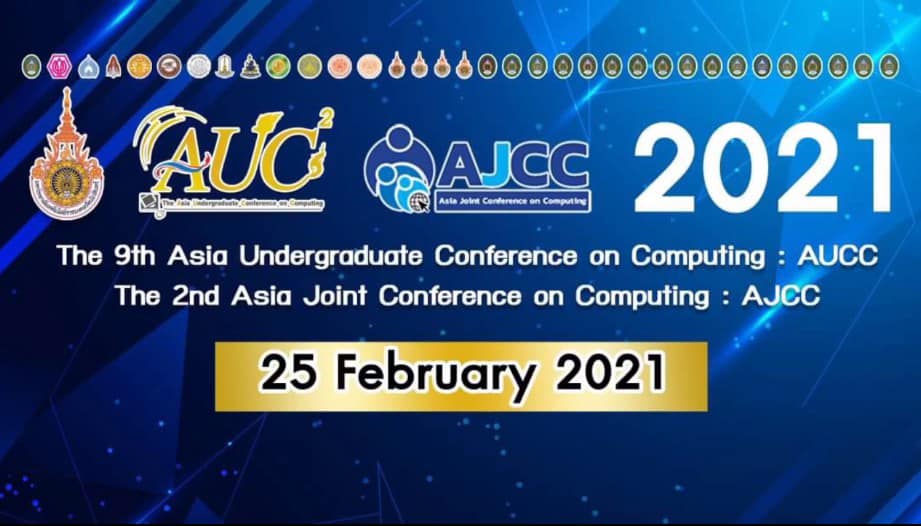 AUC2
The Asia Undergraduate Conference on Computing
AJCC
Asia Joint Conference on Computing
2021
The 9th Asia Undergraduate Conference on Computing : AUCC
The 2nd Asia Joint Conference on Computing : AJCC
25 February 2021